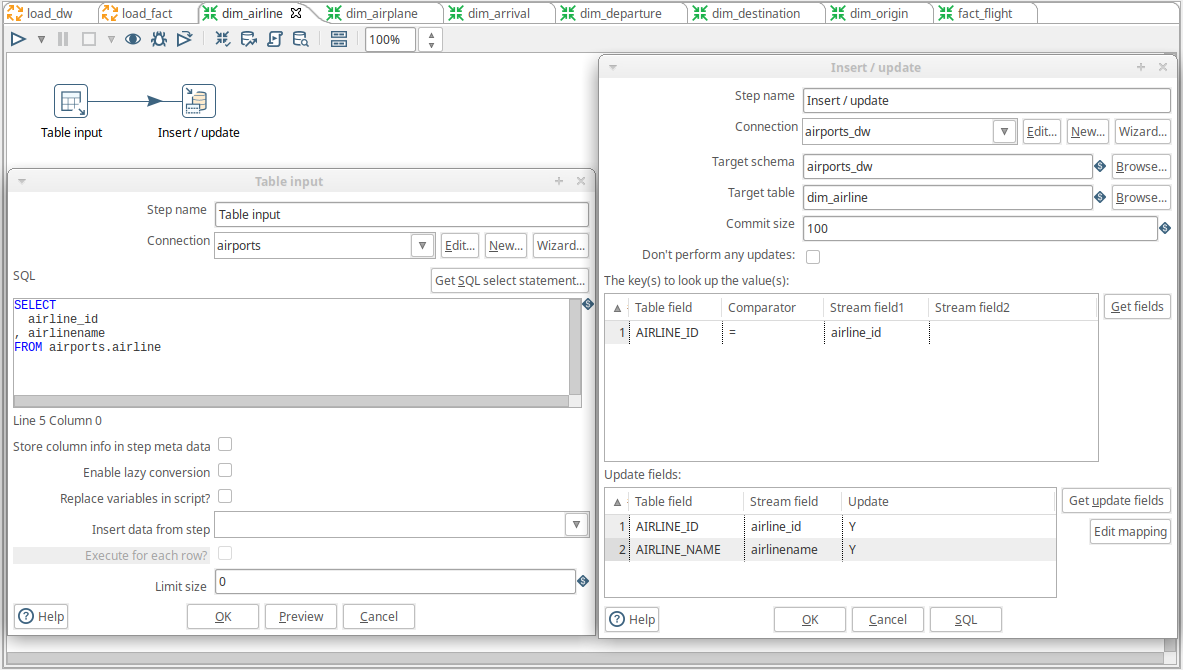 load_dw load_fact dim_airline dim_airplane dim_arrival dim_departure dim_destination dim_origin fact_flight
100%
Table input Insert / update
Table input
Step name Table input
Connection airports Edit... New... Wizard...
SQL Get SQL select statement...
SELECT
airline_id
, airlinename
FROM airports.airline
Line 5 Column 0
Store column info in step meta data
Enable lazy conversion
Replace variables in script?
Insert data from step
Execute for each row?
Limit size 0
Help OK Preview Cancel
Insert / update
Step name Insert / update
Connection airports_dw Edit... New... Wizard...
Target schema airports_dw Browse...
Target table dim_airline Browse...
Commit size 100
Don't perform any updates:
The key(s) to look up the value(s):
Table field Comparator Stream field1 Stream field2 Get fields
1 AIRLINE_ID = airline_id
Update fields:
Table field Stream field Update Get update fields
1 AIRLINE_ID airline_id Y Edit mapping
2 AIRLINE_NAME airlinename Y
Help OK Cancel SQL